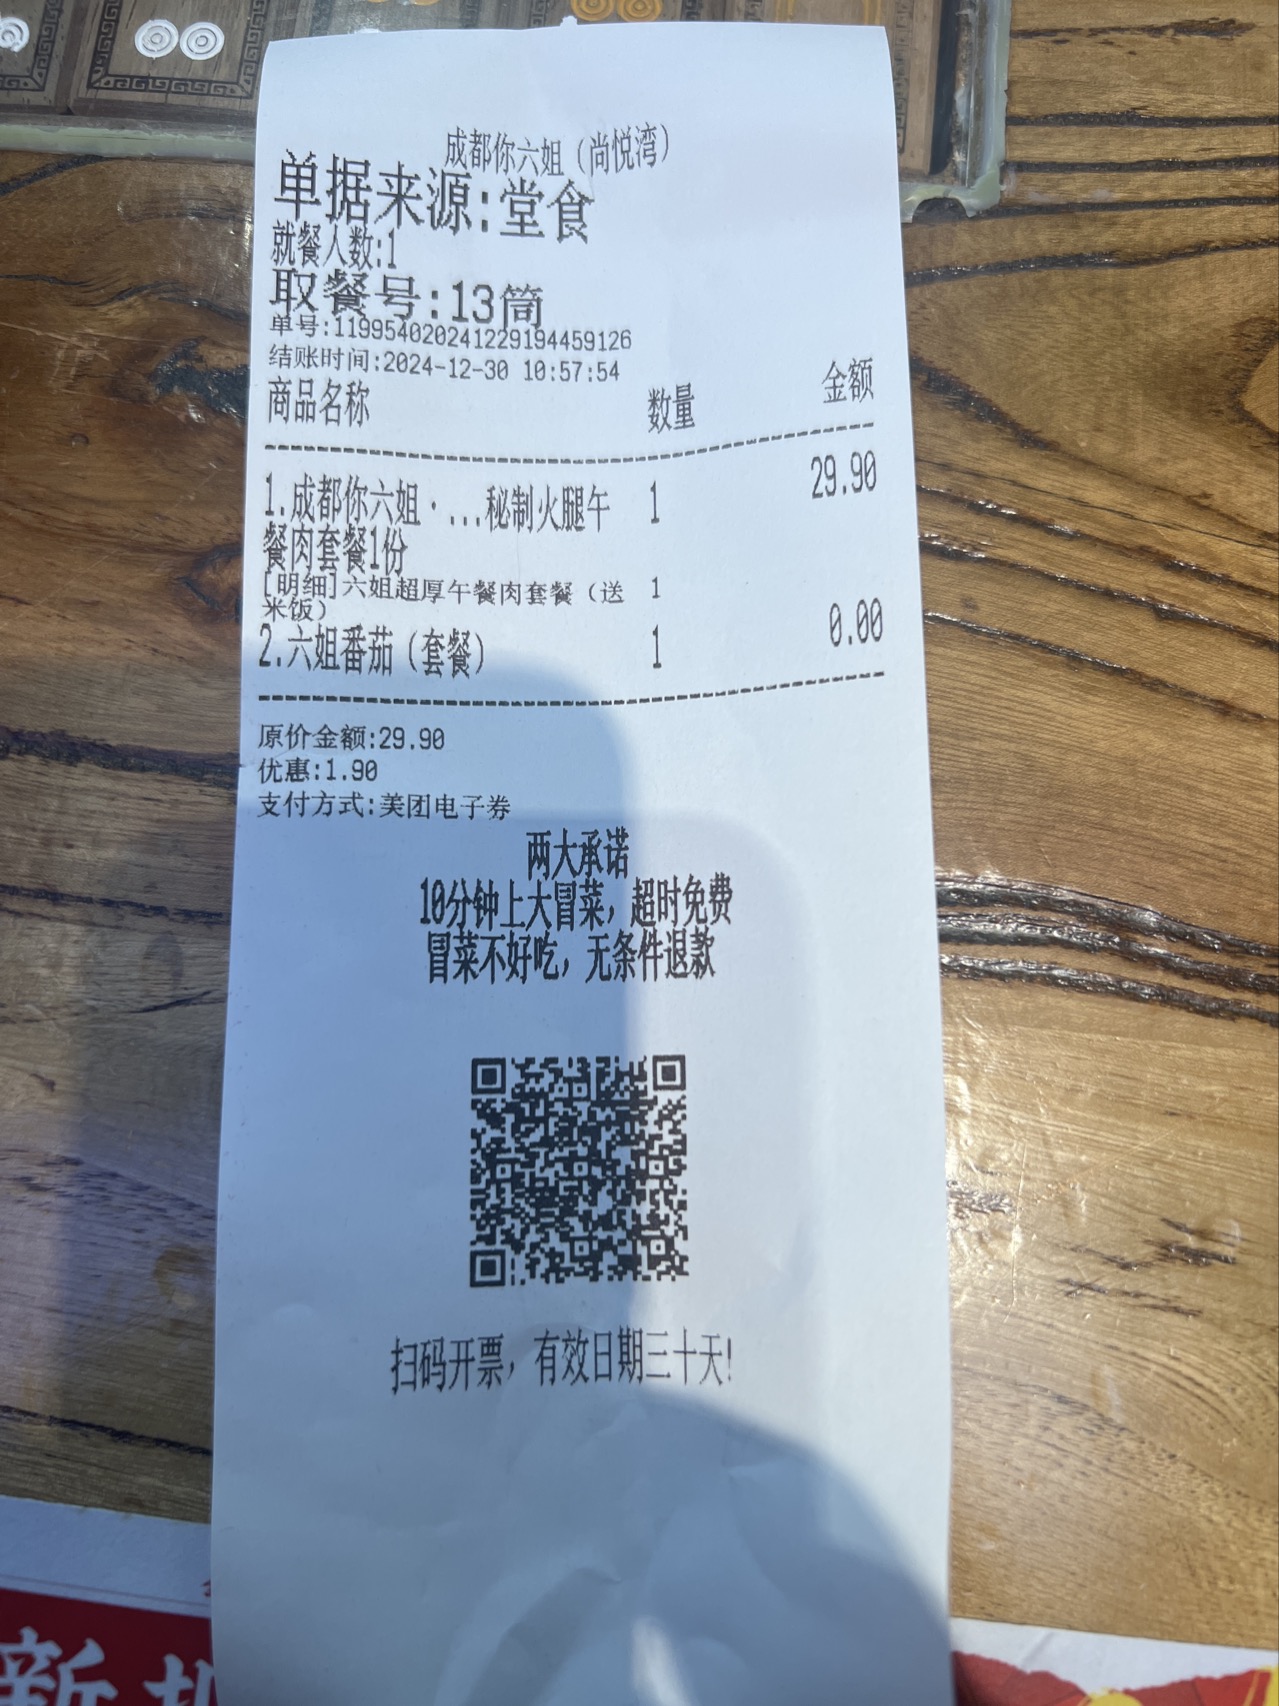 成都你六姐（尚悦湾）
单据来源:堂食
就餐人数:1
取餐号:13筒
单号:119954020241229194459126
结账时间:2024-12-30 10:57:54
商品名称 数量 金额
1.成都你六姐·...秘制火腿午 1 29.90
餐肉套餐1份
[明细]六姐超厚午餐肉套餐（送 1
米饭）
2.六姐番茄（套餐） 1 0.00
原价金额:29.90
优惠:1.90
支付方式:美团电子券
两大承诺
10分钟上大冒菜，超时免费
冒菜不好吃，无条件退款
扫码开票，有效日期三十天!
新